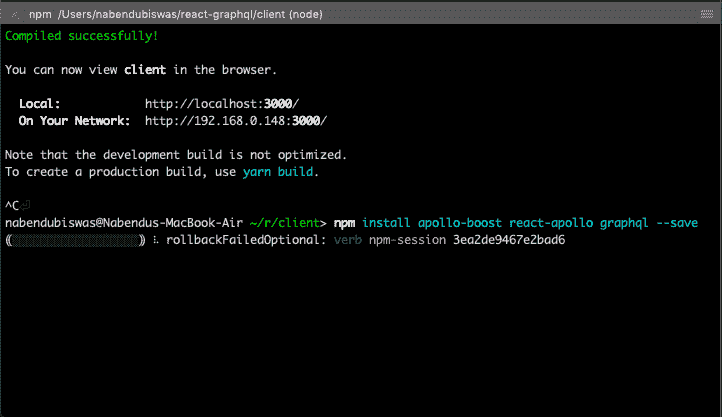 npm /Users/nabendubiswas/react-graphql/client (node)
Compiled successfully!
You can now view client in the browser.
Local: http://localhost:3000/
On Your Network: http://192.168.0.148:3000/
Note that the development build is not optimized.
To create a production build, use yarn build.
^C⏎
nabendubiswas@Nabendus-MacBook-Air ~/r/client> npm install apollo-boost react-apollo graphql --save
(░░░░░░░░░░░░░░░░░░) ⠧ rollbackFailedOptional: verb npm-session 3ea2de9467e2bad6